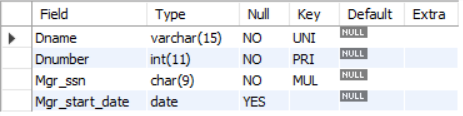 Field Type Null Key Default Extra
Dname varchar(15) NO UNI NULL
Dnumber int(11) NO PRI NULL
Mgr_ssn char(9) NO MUL NULL
Mgr_start_date date YES NULL